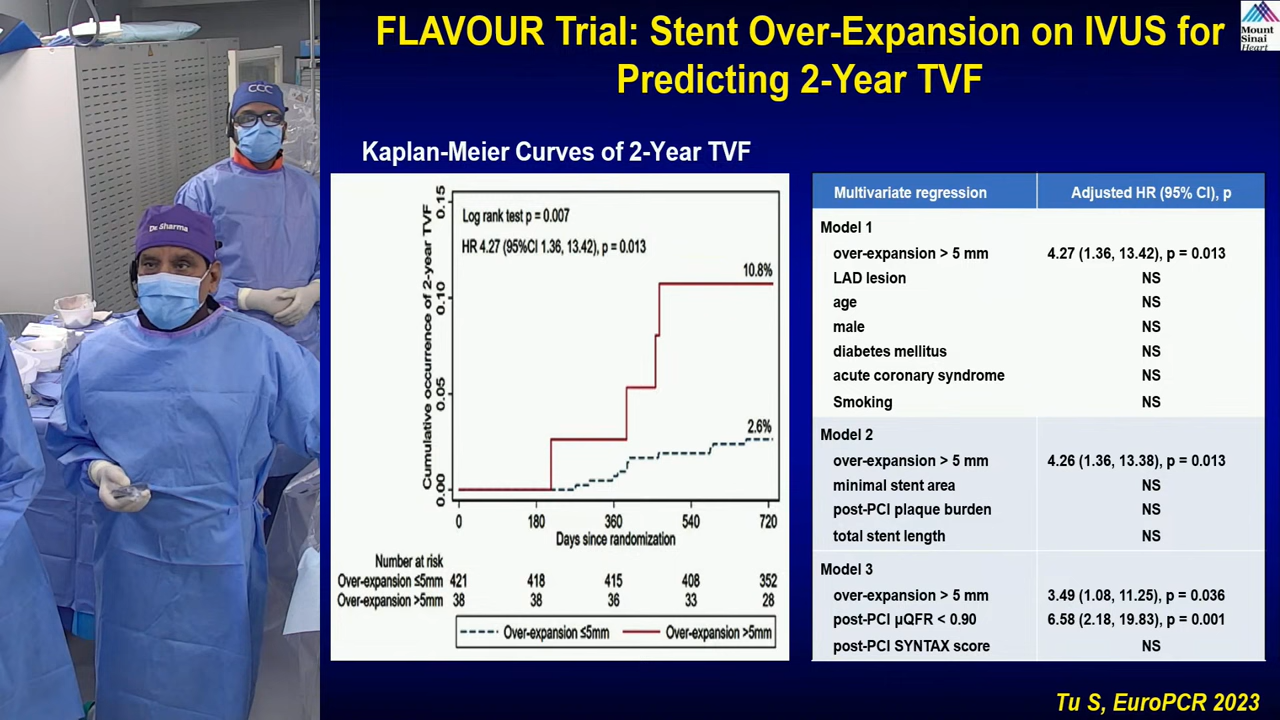 FLAVOUR Trial: Stent Over-Expansion on IVUS for
Predicting 2-Year TVF
Mount
Sinai
Heart
CCC
Dr. Sharma
Kaplan-Meier Curves of 2-Year TVF
Cumulative occurrence of 2-year TVF
0.15
0.10
0.05
0.00
Log rank test p = 0.007
HR 4.27 (95%CI 1.36, 13.42), p = 0.013
10.8%
2.6%
0 180 360 540 720
Days since randomization
Number at risk
Over-expansion ≤5mm 421 418 415 408 352
Over-expansion >5mm 38 38 36 33 28
Over-expansion ≤5mm Over-expansion >5mm
Multivariate regression Adjusted HR (95% CI), p
Model 1
over-expansion > 5 mm 4.27 (1.36, 13.42), p = 0.013
LAD lesion NS
age NS
male NS
diabetes mellitus NS
acute coronary syndrome NS
Smoking NS
Model 2
over-expansion > 5 mm 4.26 (1.36, 13.38), p = 0.013
minimal stent area NS
post-PCI plaque burden NS
total stent length NS
Model 3
over-expansion > 5 mm 3.49 (1.08, 11.25), p = 0.036
post-PCI µQFR < 0.90 6.58 (2.18, 19.83), p = 0.001
post-PCI SYNTAX score NS
Tu S, EuroPCR 2023